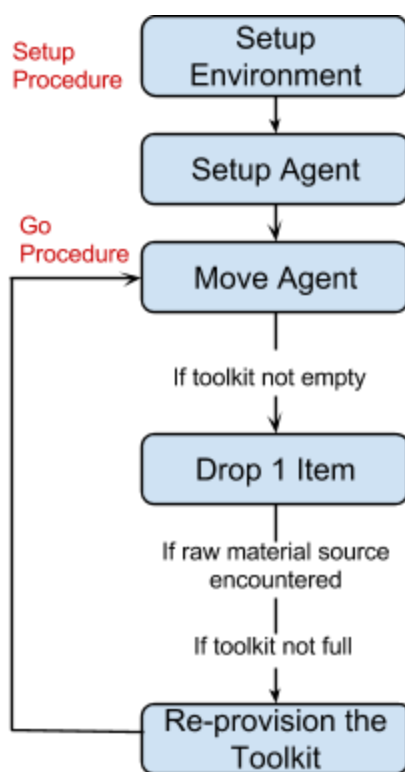 Setup
Procedure
Setup
Environment
Setup Agent
Go
Procedure
Move Agent
If toolkit not empty
Drop 1 Item
If raw material source
encountered
If toolkit not full
Re-provision the
Toolkit